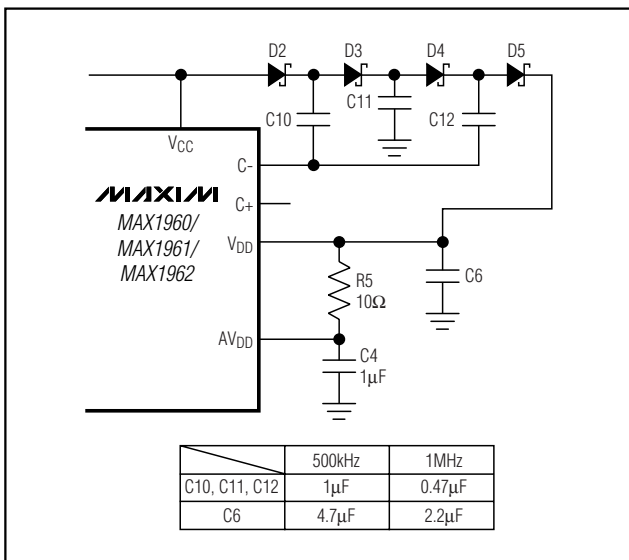 D2 D3 D4 D5
C10 C11 C12
VCC
C-
MAXIM
C+
MAX1960/
MAX1961/
MAX1962
VDD
C6
R5
10Ω
AVDD
C4
1µF
500kHz 1MHz
C10, C11, C12 1µF 0.47µF
C6 4.7µF 2.2µF